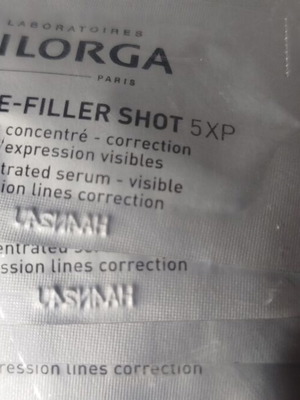 LABORATOIRES
ILORGA
PARIS
E-FILLER SHOT 5XP
concentré - correction
'expression visibles
trated serum - visible
ion lines correction
entrated
ssion lines correction
ression lines correction